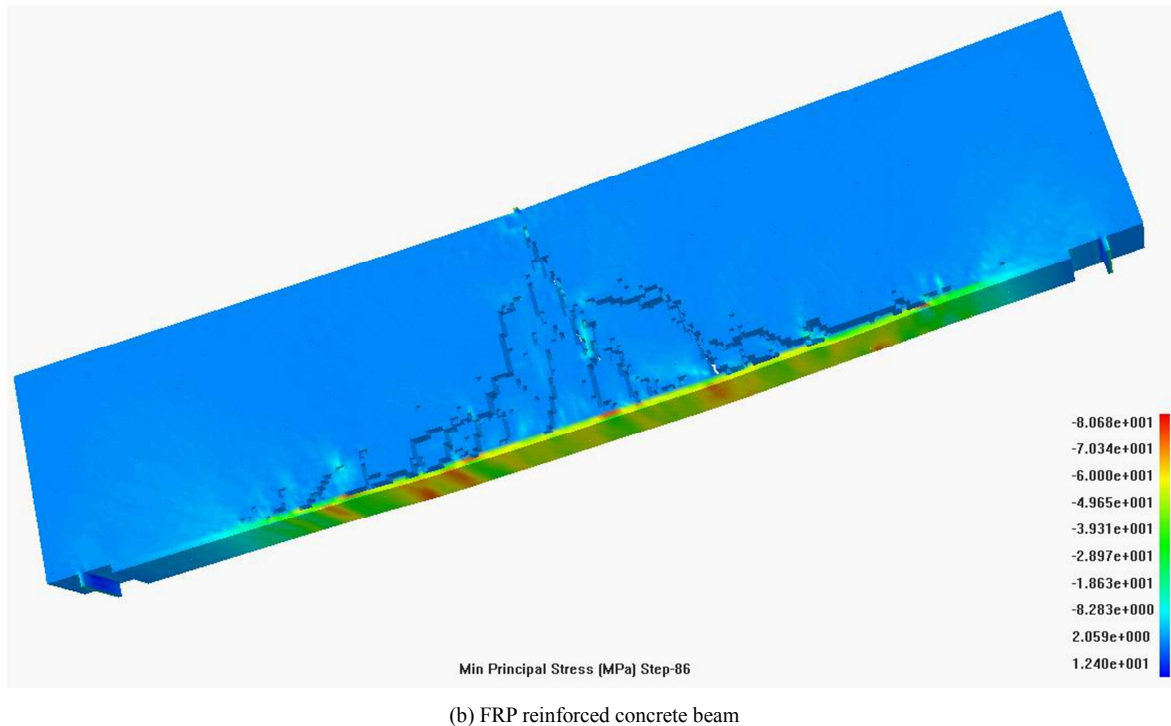 -8.068e+001
-7.034e+001
-6.000e+001
-4.965e+001
-3.931e+001
-2.897e+001
-1.863e+001
-8.283e+000
2.059e+000
1.240e+001
Min Principal Stress (MPa) Step-86
(b) FRP reinforced concrete beam